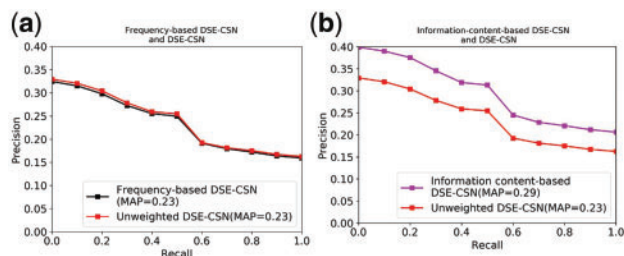 (a)
Frequency-based DSE-CSN
and DSE-CSN
0.40
0.35
0.30
0.25
0.20
0.15
0.10
0.05
0.00
Precision
0.0 0.2 0.4 0.6 0.8 1.0
Recall
Frequency-based DSE-CSN
(MAP=0.23)
Unweighted DSE-CSN(MAP=0.23)
(b)
Information-content-based DSE-CSN
and DSE-CSN
0.40
0.35
0.30
0.25
0.20
0.15
0.10
0.05
0.00
Precision
0.0 0.2 0.4 0.6 0.8 1.0
Recall
Information content-based
DSE-CSN(MAP=0.29)
Unweighted DSE-CSN(MAP=0.23)